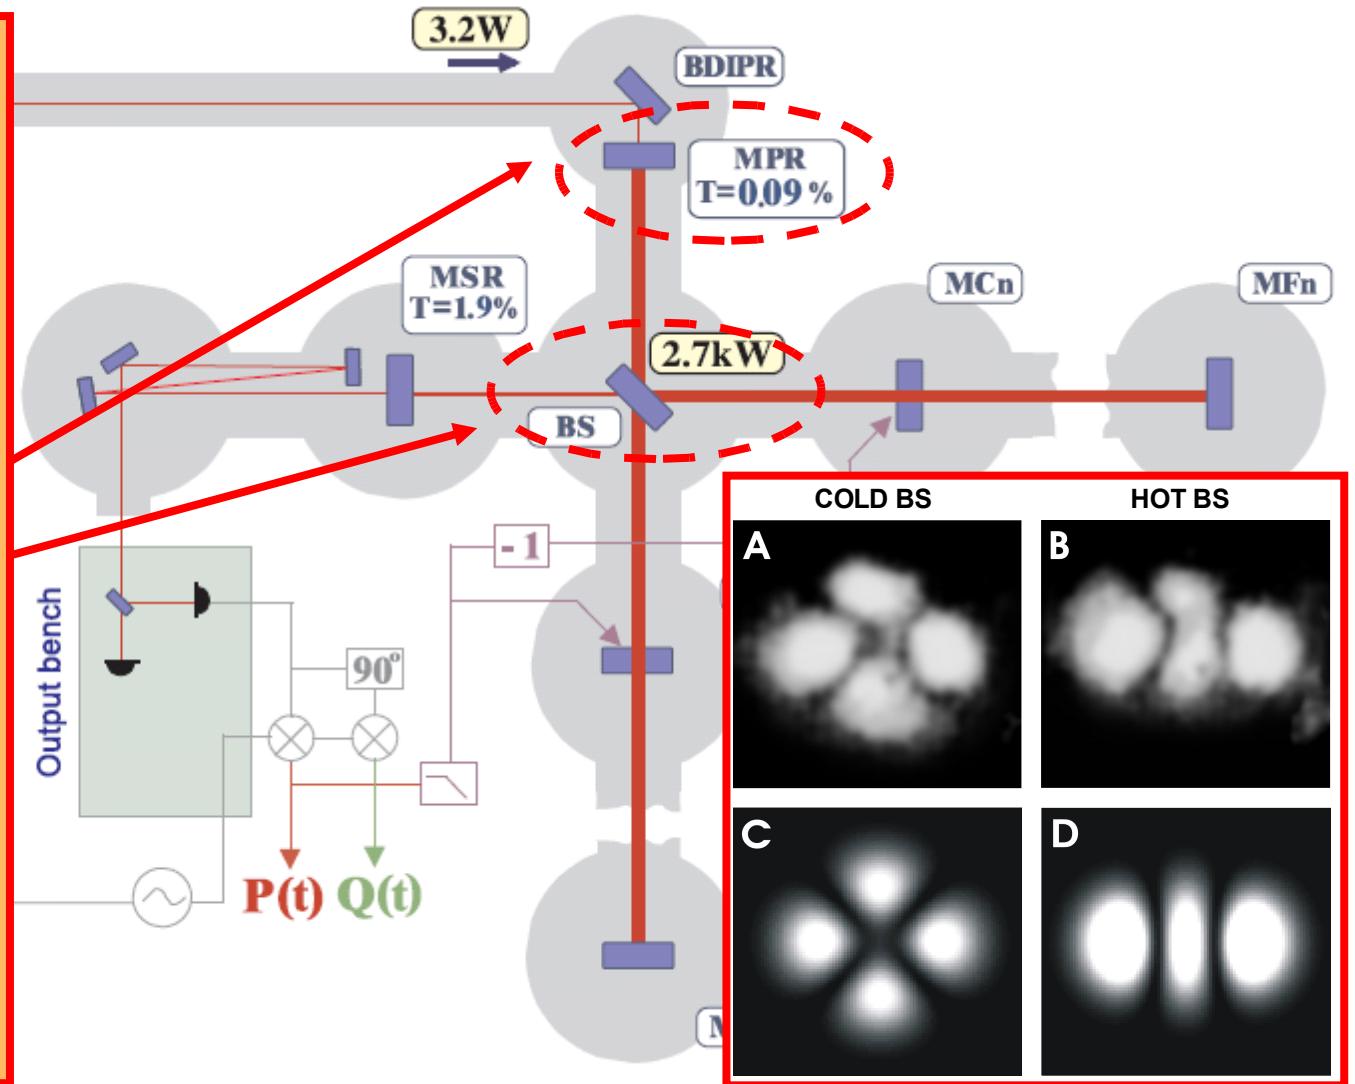 3.2W
BDIPR
MPR
T=0.09 %
MSR
T=1.9%
MCn
MFn
2.7kW
BS
COLD BS
HOT BS
- 1
A
B
Output bench
90°
C
D
P(t)
Q(t)